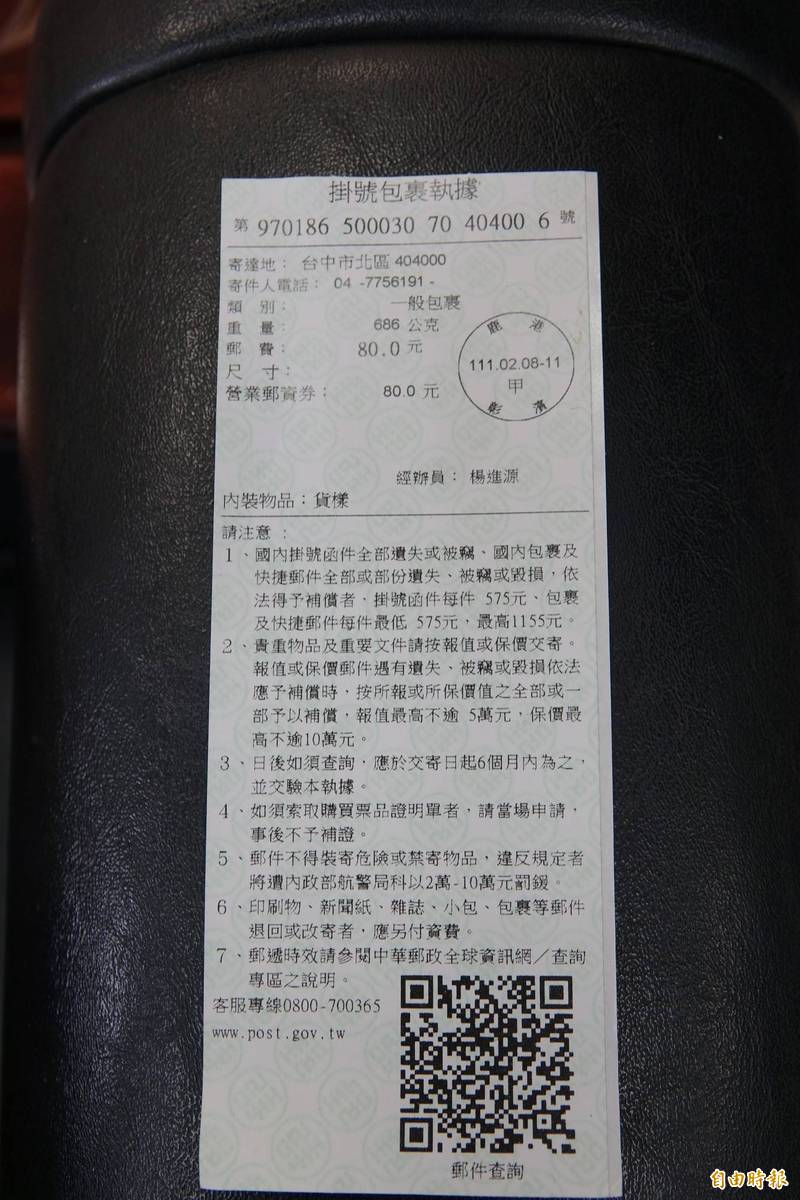 掛號包裹執據
第 970186 500030 70 40400 6 號
寄達地： 台中市北區 404000
寄件人電話： 04 -7756191 -
類 別： 一般包裹
重 量： 686 公克
郵 費： 80.0 元
尺 寸：
營業郵資券： 80.0 元
鹿 港
111.02.08-11
甲
彰 濱
經辦員： 楊進源
內裝物品：貨樣
請注意：
1、國內掛號函件全部遺失或被竊、國內包裹及
快捷郵件全部或部份遺失、被竊或毀損，依
法得予補償者，掛號函件每件 575元、包裹
及快捷郵件每件最低 575元，最高1155元。
2、貴重物品及重要文件請按報值或保價交寄。
報值或保價郵件遇有遺失、被竊或毀損依法
應予補償時，按所報或所保價值之全部或一
部予以補償，報值最高不逾 5萬元，保價最
高不逾10萬元。
3、日後如須查詢，應於交寄日起6個月內為之，
並交驗本執據。
4、如須索取購買票品證明單者，請當場申請，
事後不予補證。
5、郵件不得裝寄危險或禁寄物品，違反規定者
將遭內政部航警局科以2萬-10萬元罰鍰。
6、印刷物、新聞紙、雜誌、小包、包裹等郵件
退回或改寄者，應另付資費。
7、郵遞時效請參閱中華郵政全球資訊網／查詢
專區之說明。
客服專線0800-700365
www.post.gov.tw
郵件查詢
自由時報